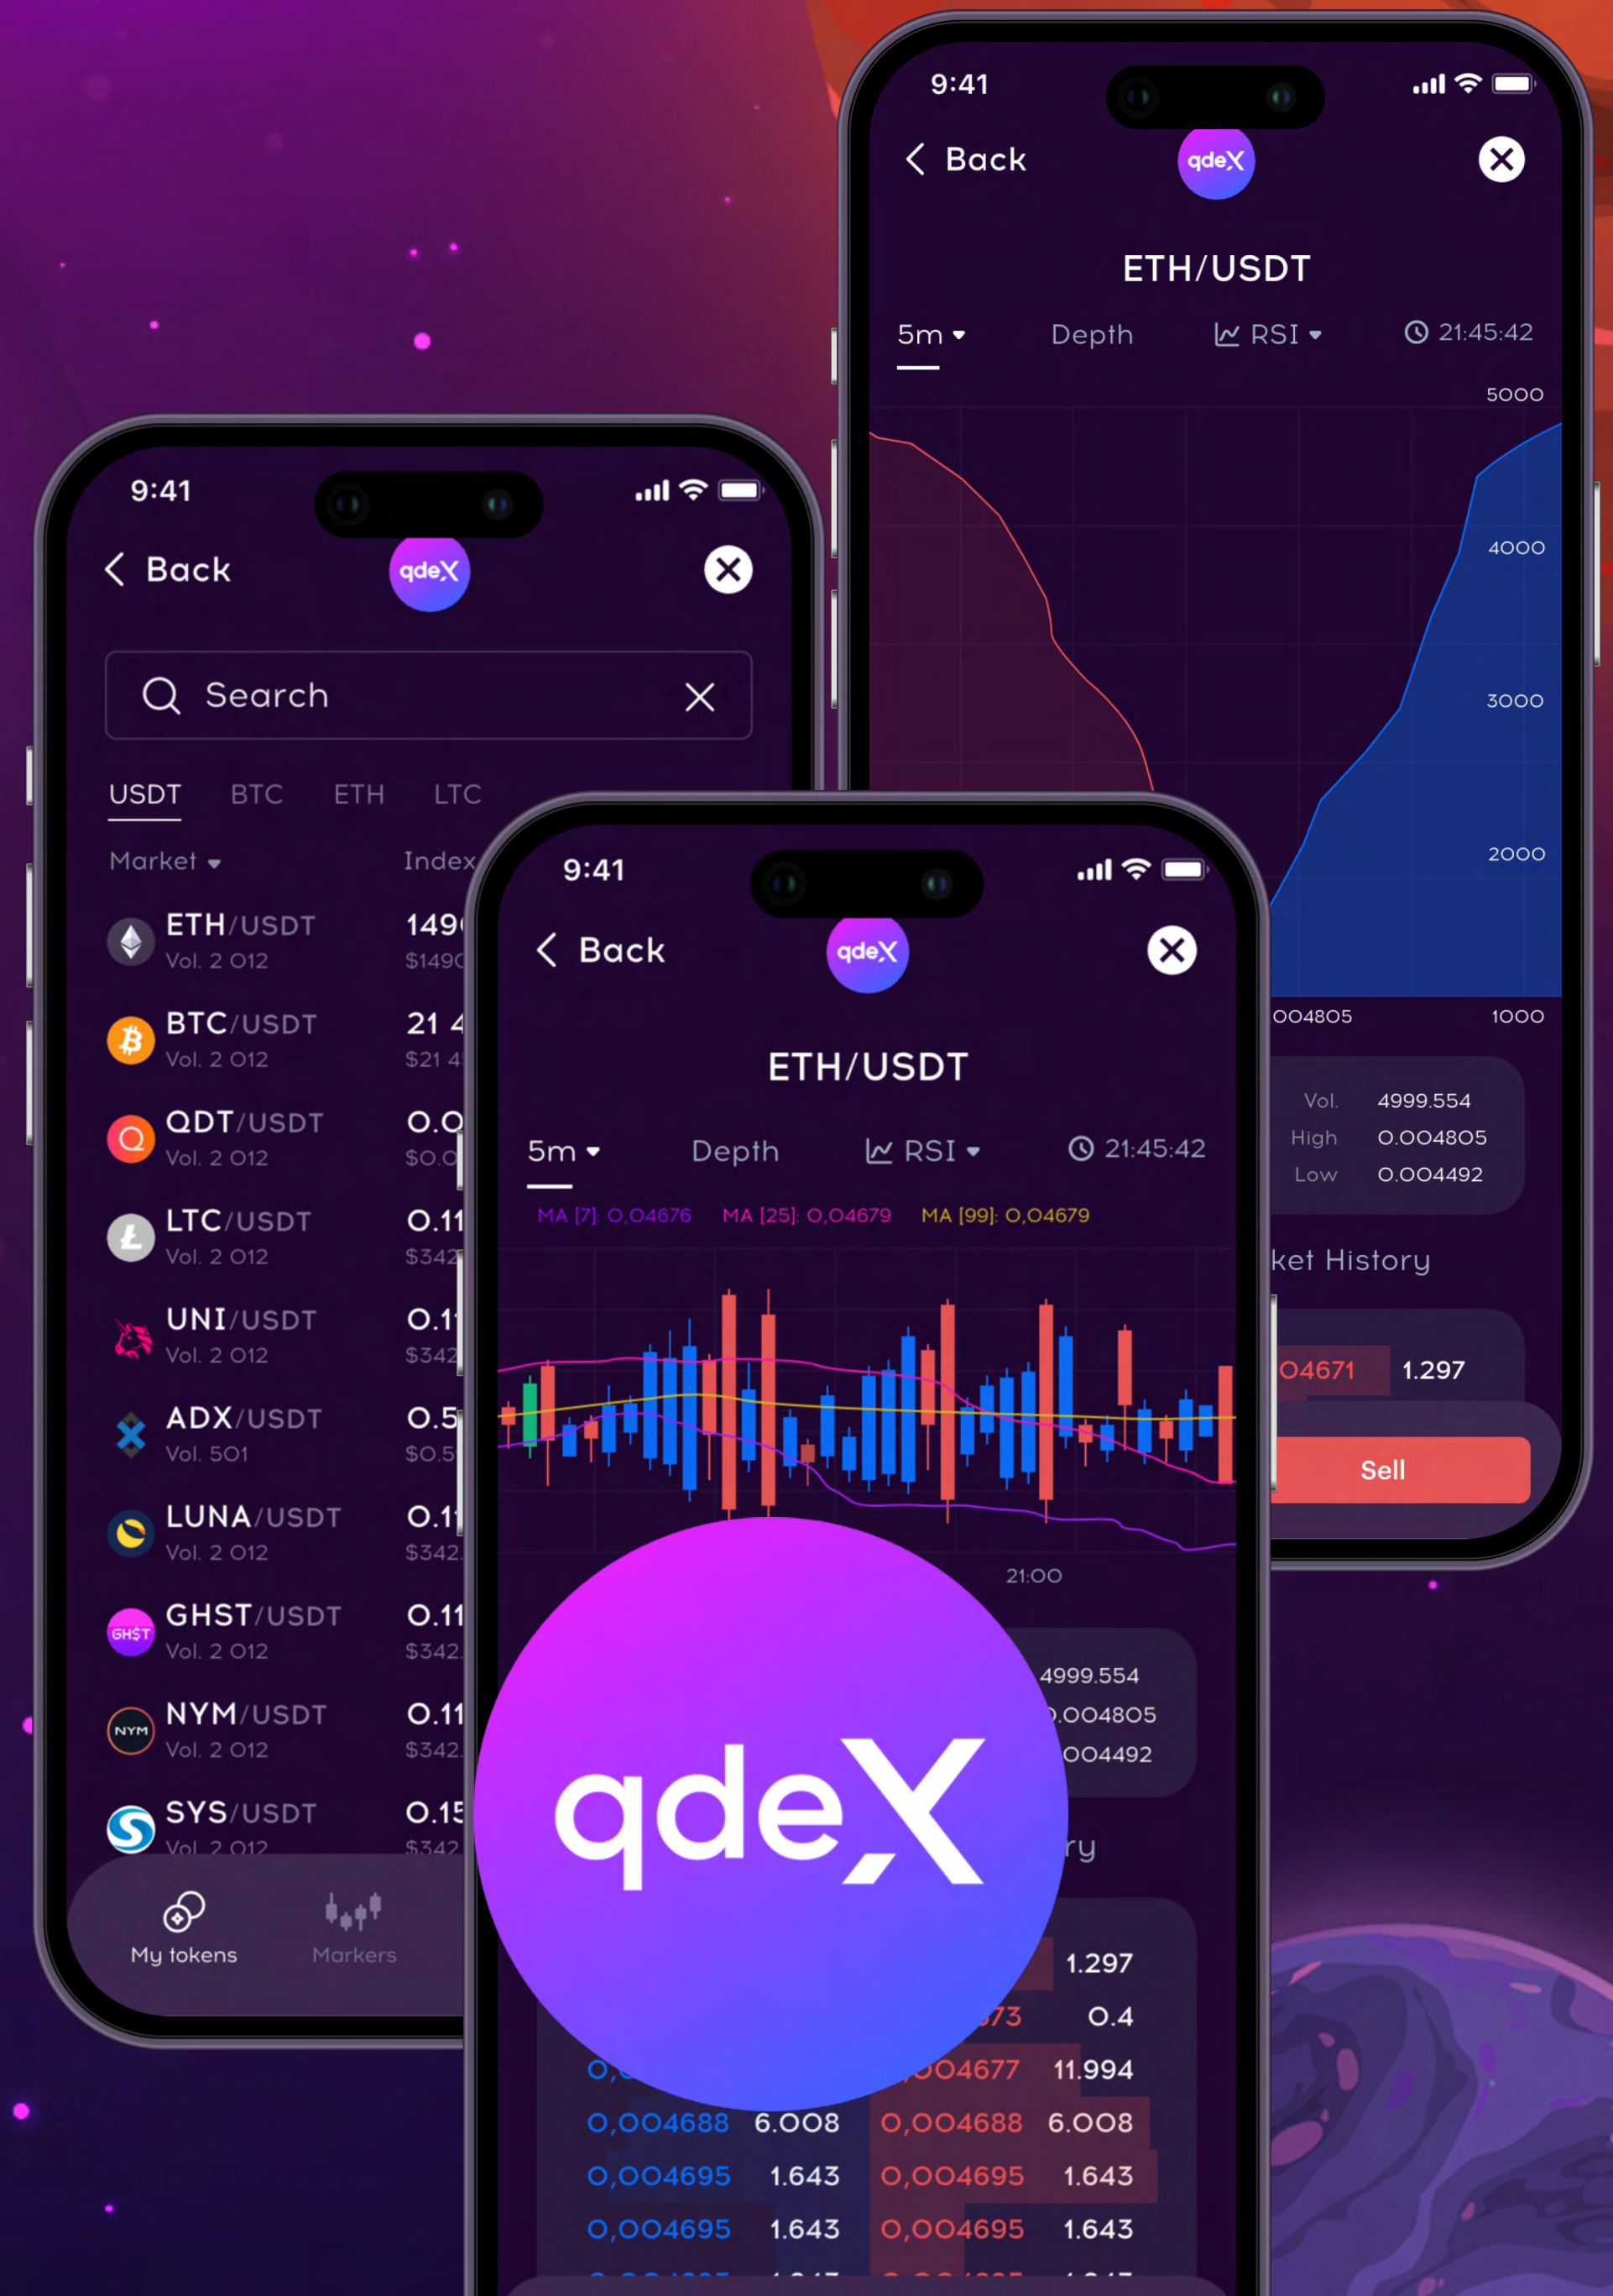 9:41
Back
qdeX
ETH/USDT
5m
Depth
RSI
21:45:42
5000
4000
3000
2000
004805
1000
Vol. 4999.554
High 0.004805
Low 0.004492
ket History
04671 1.297
Sell
9:41
Back
qdeX
Search
USDT BTC ETH LTC
Market
Index
ETH/USDT
Vol. 2 012
BTC/USDT
Vol. 2 012
QDT/USDT
Vol. 2 012
LTC/USDT
Vol. 2 012
UNI/USDT
Vol. 2 012
ADX/USDT
Vol. 501
LUNA/USDT
Vol. 2 012
GH$T
GHST/USDT
Vol. 2 012
NYM
NYM/USDT
Vol. 2 012
SYS/USDT
Vol. 2 012
My tokens
Markers
9:41
Back
qdeX
ETH/USDT
5m
Depth
RSI
21:45:42
MA [7]: 0,04676 MA [25]: 0,04679 MA [99]: 0,04679
21:00
4999.554
.004805
004492
ry
qdeX
1.297
73 0.4
004677 11.994
0,004688 6.008 0,004688 6.008
0,004695 1.643 0,004695 1.643
0,004695 1.643 0,004695 1.643